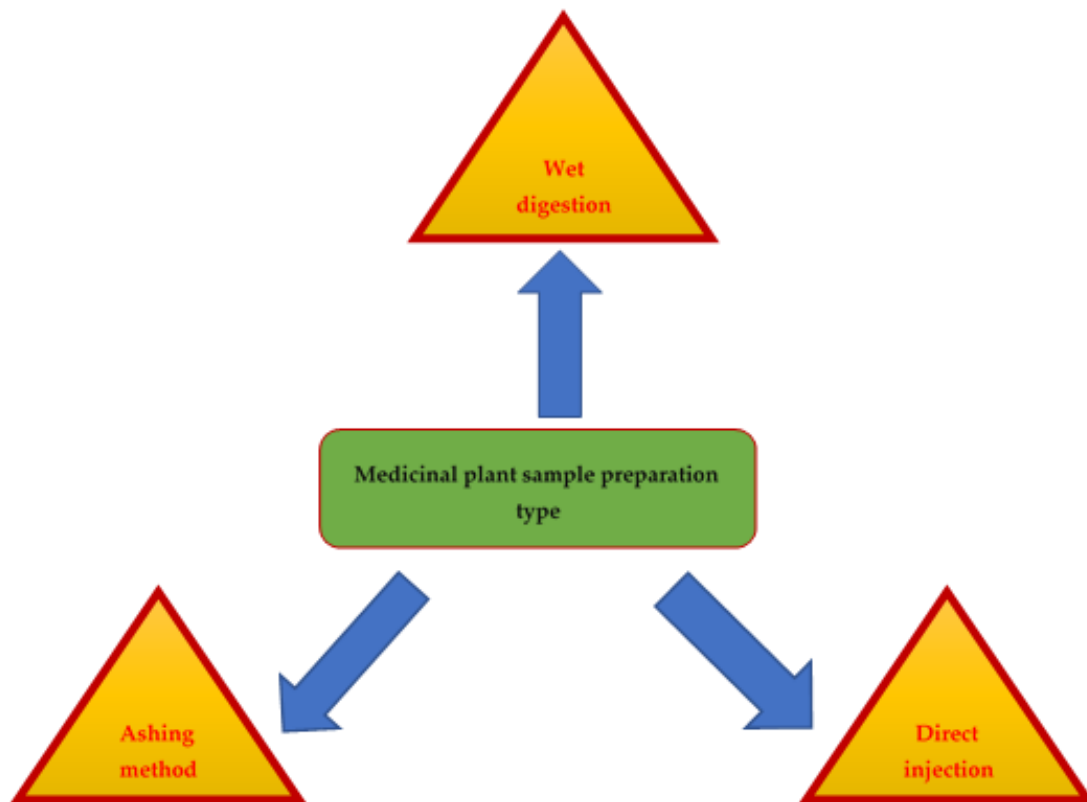 Wet
digestion
Medicinal plant sample preparation
type
Ashing
method
Direct
injection